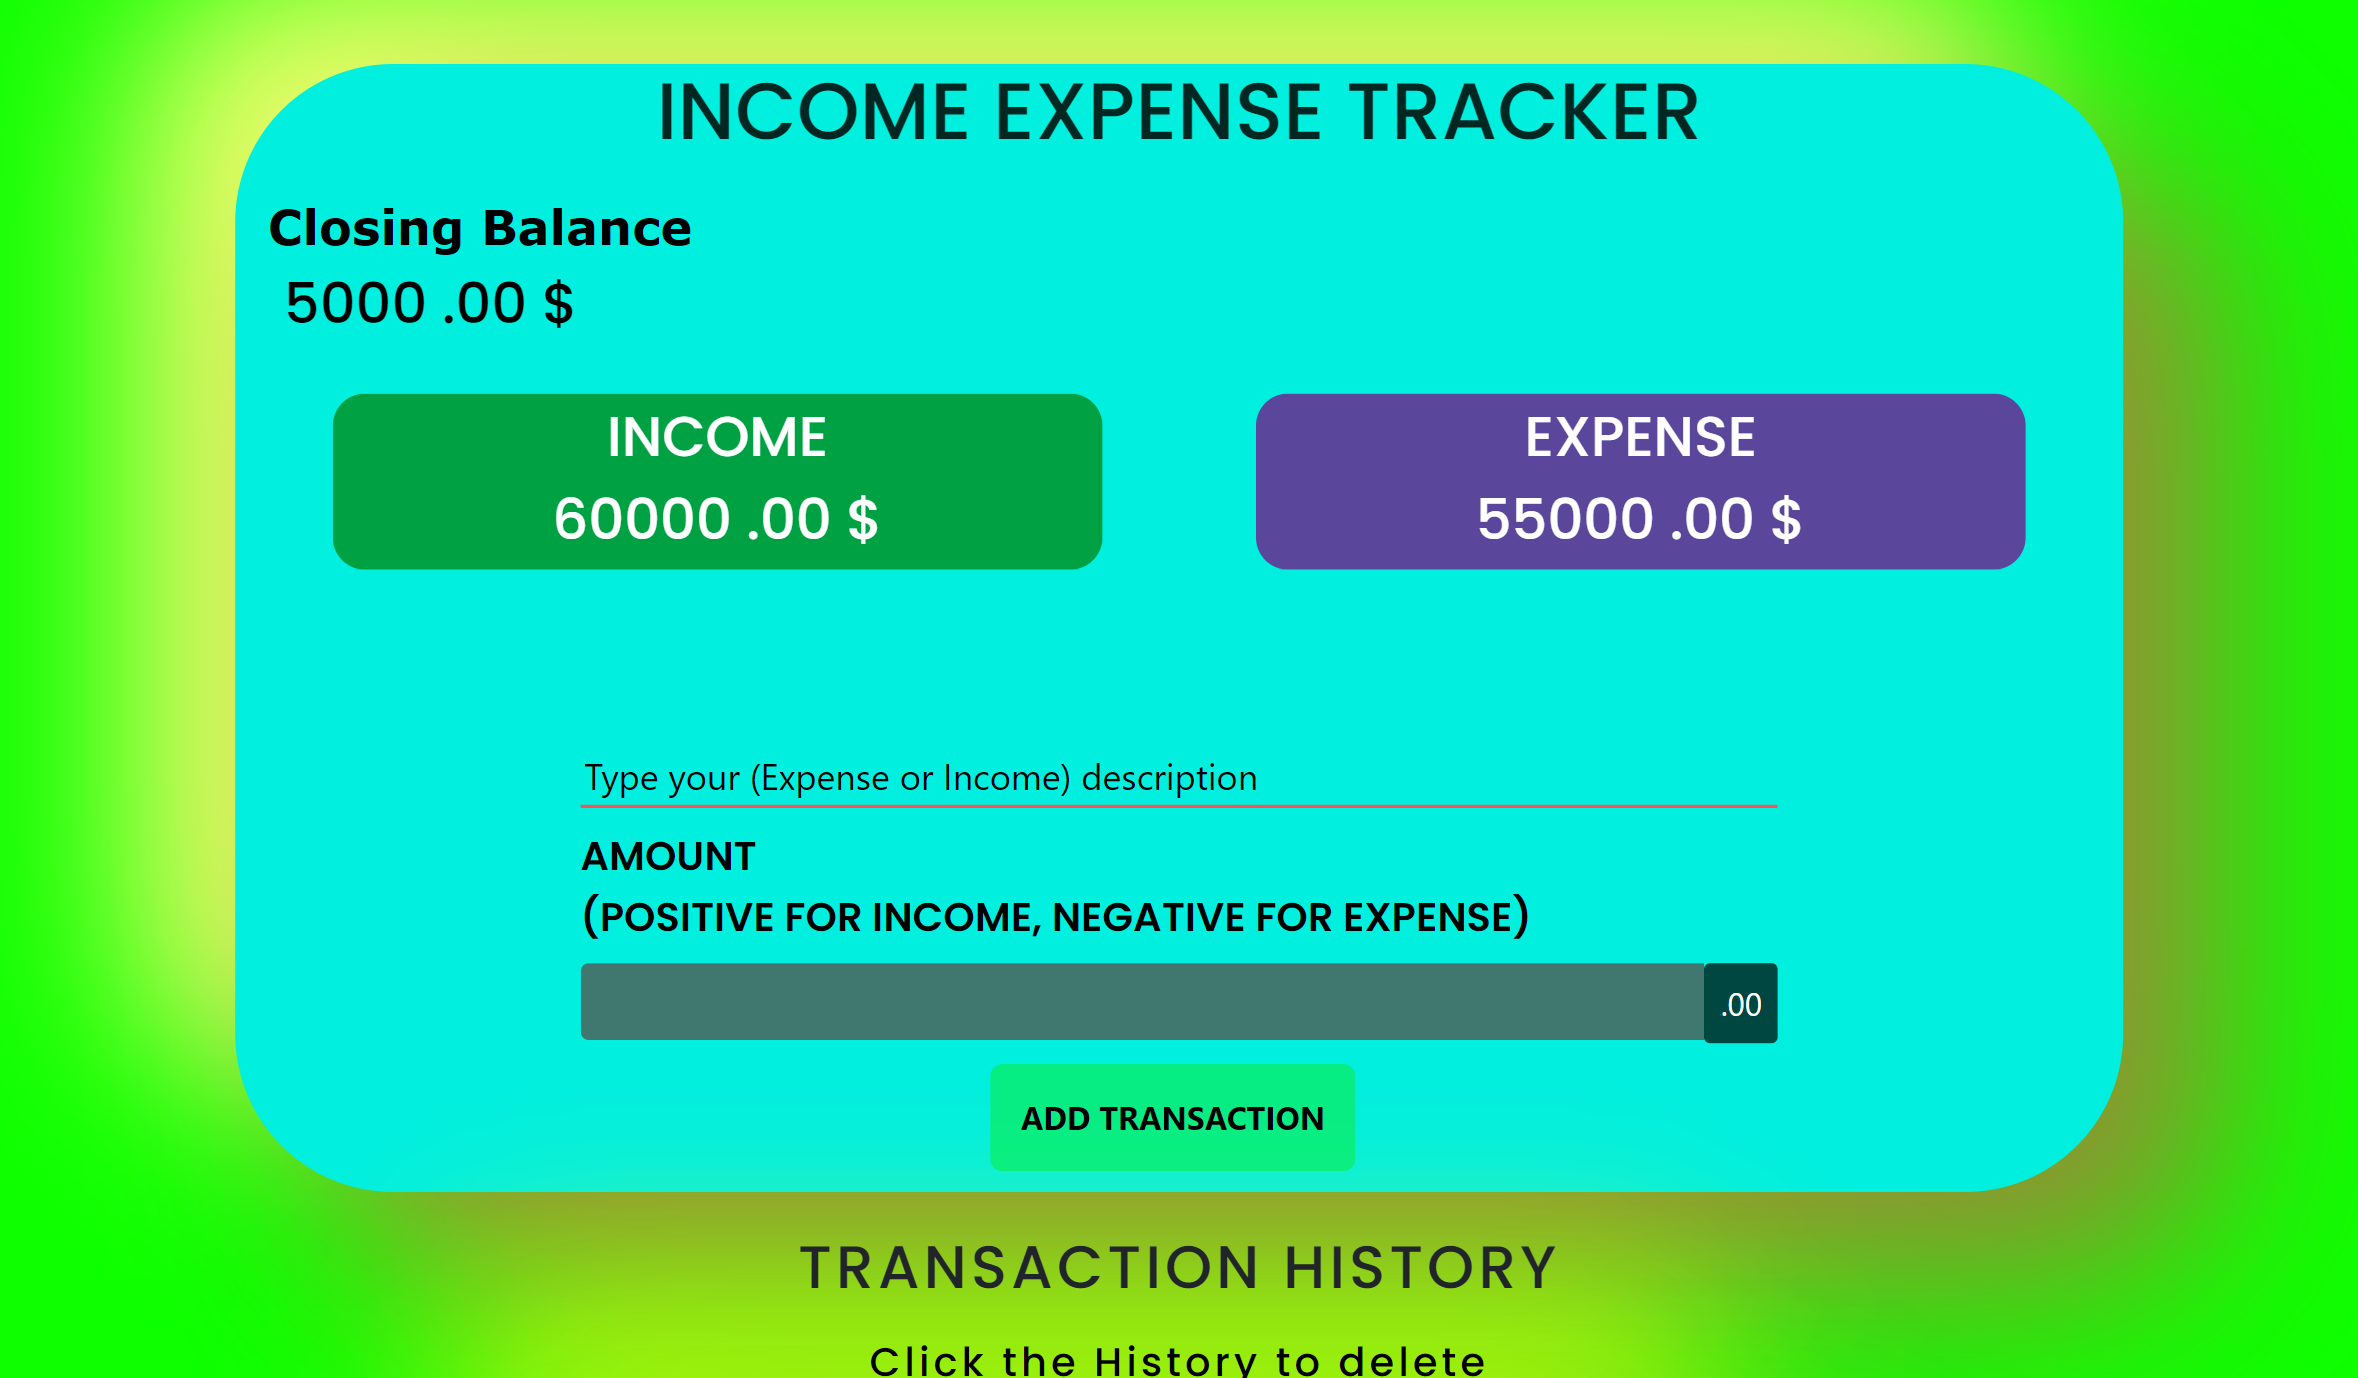 INCOME EXPENSE TRACKER
Closing Balance
5000 .00 $
INCOME
60000 .00 $
EXPENSE
55000 .00 $
Type your (Expense or Income) description
AMOUNT
(POSITIVE FOR INCOME, NEGATIVE FOR EXPENSE)
.00
ADD TRANSACTION
TRANSACTION HISTORY
Click the History to delete